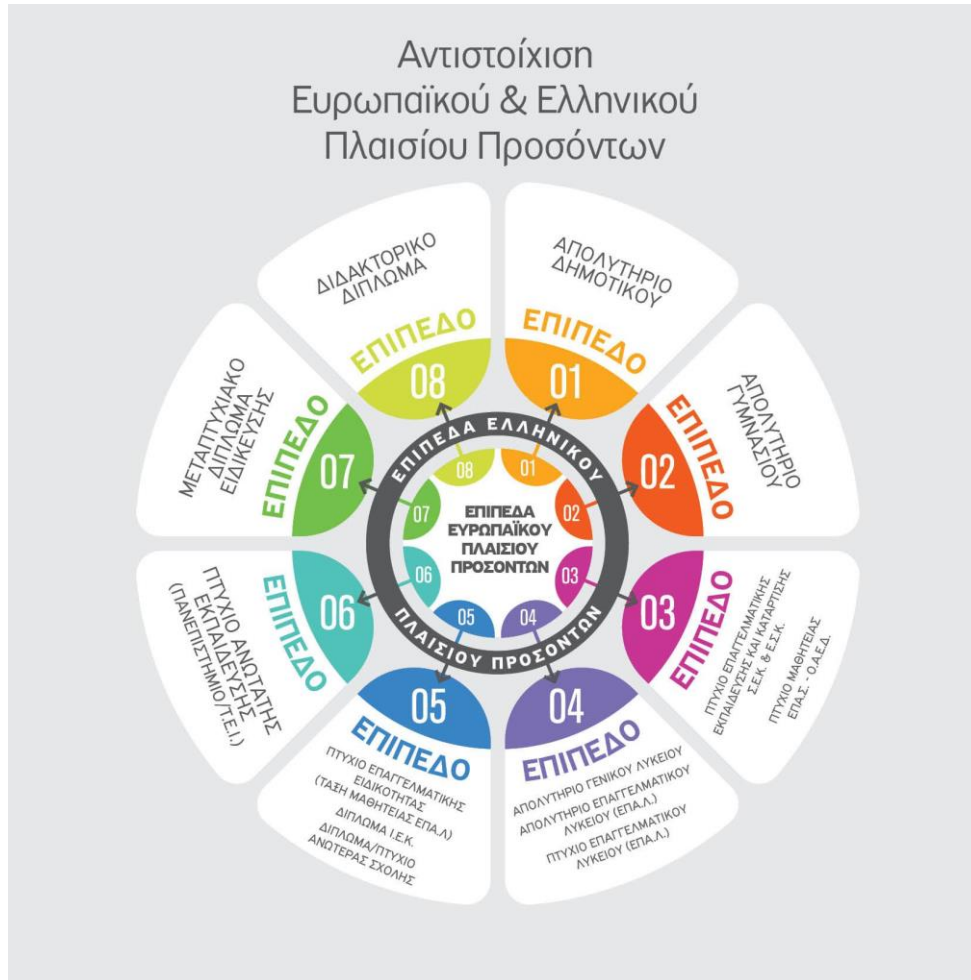 Αντιστοίχιση
Ευρωπαϊκού & Ελληνικού
Πλαισίου Προσόντων
ΑΠΟΛΥΤΗΡΙΟ
ΔΗΜΟΤΙΚΟΥ
ΕΠΙΠΕΔΟ
01
ΑΠΟΛΥΤΗΡΙΟ
ΓΥΜΝΑΣΙΟΥ
ΕΠΙΠΕΔΟ
02
ΕΠΙΠΕΔΟ
03
ΠΤΥΧΙΟ ΕΠΑΓΓΕΛΜΑΤΙΚΗΣ
ΕΚΠΑΙΔΕΥΣΗΣ ΚΑΙ ΚΑΤΑΡΤΙΣΗΣ
Σ.Ε.Κ. & Ε.Σ.Κ.
ΠΤΥΧΙΟ ΜΑΘΗΤΕΙΑΣ
ΕΠΑ.Σ. - Ο.Α.Ε.Δ.
04
ΕΠΙΠΕΔΟ
ΑΠΟΛΥΤΗΡΙΟ ΓΕΝΙΚΟΥ ΛΥΚΕΙΟΥ
ΑΠΟΛΥΤΗΡΙΟ ΕΠΑΓΓΕΛΜΑΤΙΚΟΥ
ΛΥΚΕΙΟΥ (ΕΠΑ.Λ.)
ΠΤΥΧΙΟ ΕΠΑΓΓΕΛΜΑΤΙΚΟΥ
ΛΥΚΕΙΟΥ (ΕΠΑ.Λ.)
05
ΕΠΙΠΕΔΟ
ΠΤΥΧΙΟ ΕΠΑΓΓΕΛΜΑΤΙΚΗΣ
ΕΙΔΙΚΟΤΗΤΑΣ
(ΤΑΞΗ ΜΑΘΗΤΕΙΑΣ ΕΠΑ.Λ)
ΔΙΠΛΩΜΑ Ι.Ε.Κ.
ΔΙΠΛΩΜΑ/ΠΤΥΧΙΟ
ΑΝΩΤΕΡΑΣ ΣΧΟΛΗΣ
06
ΕΠΙΠΕΔΟ
ΠΤΥΧΙΟ ΑΝΩΤΑΤΗΣ
ΕΚΠΑΙΔΕΥΣΗΣ
(ΠΑΝΕΠΙΣΤΗΜΙΟ/Τ.Ε.Ι.)
ΜΕΤΑΠΤΥΧΙΑΚΟ
ΔΙΠΛΩΜΑ
ΕΙΔΙΚΕΥΣΗΣ
ΕΠΙΠΕΔΟ
07
ΔΙΔΑΚΤΟΡΙΚΟ
ΔΙΠΛΩΜΑ
ΕΠΙΠΕΔΟ
08
ΕΠΙΠΕΔΑ ΕΛΛΗΝΙΚΟΥ
ΠΛΑΙΣΙΟΥ ΠΡΟΣΟΝΤΩΝ
01
02
03
04
05
06
07
08
ΕΠΙΠΕΔΑ
ΕΥΡΩΠΑΪΚΟΥ
ΠΛΑΙΣΙΟΥ
ΠΡΟΣΟΝΤΩΝ